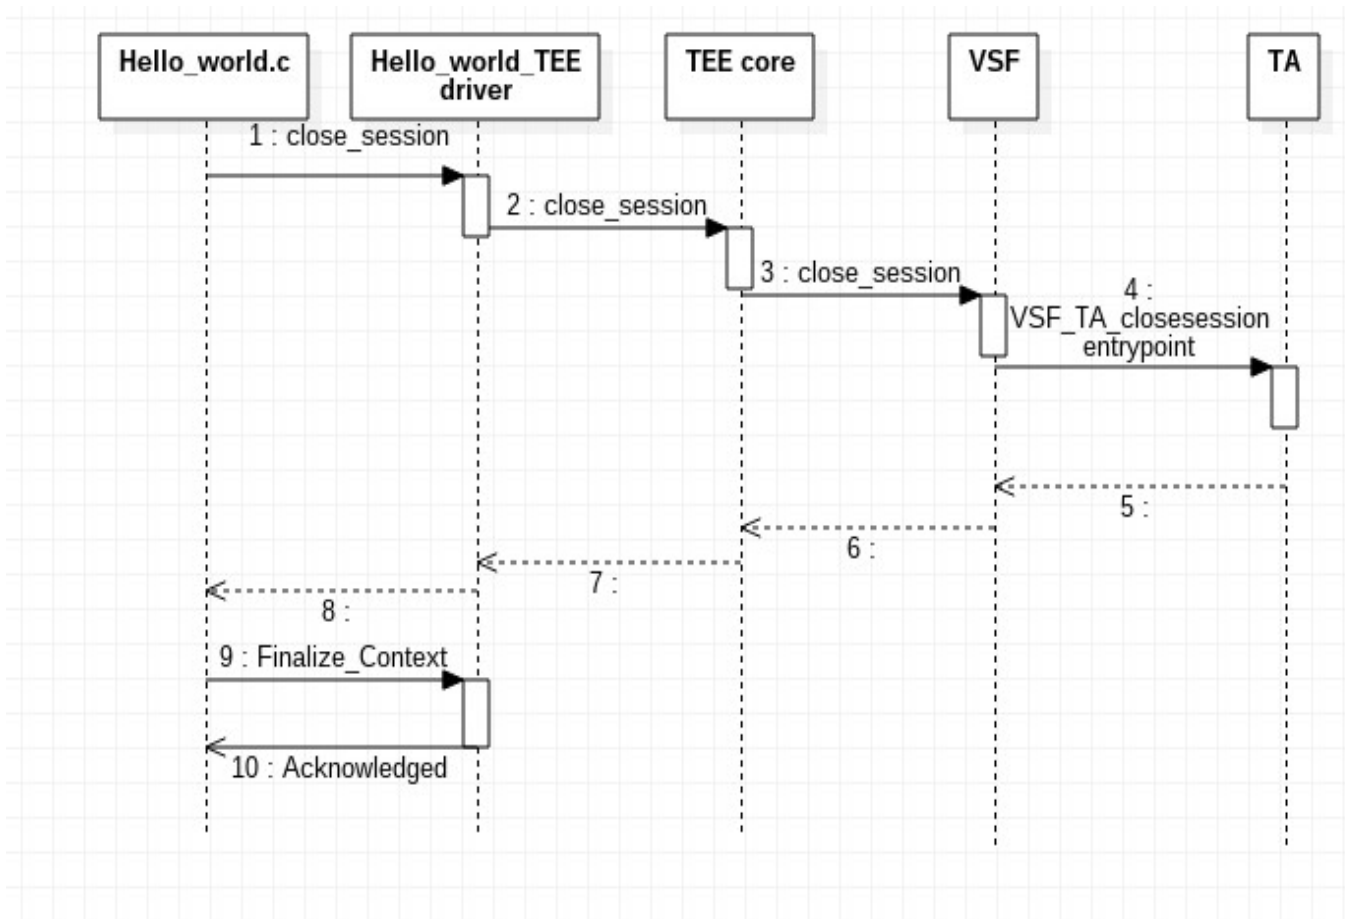 Hello_world.c
Hello_world_TEE
driver
TEE core
VSF
TA
1 : close_session
2 : close_session
3 : close_session
4 :
VSF_TA_closesession
entrypoint
5 :
6 :
7 :
8 :
9 : Finalize_Context
10 : Acknowledged